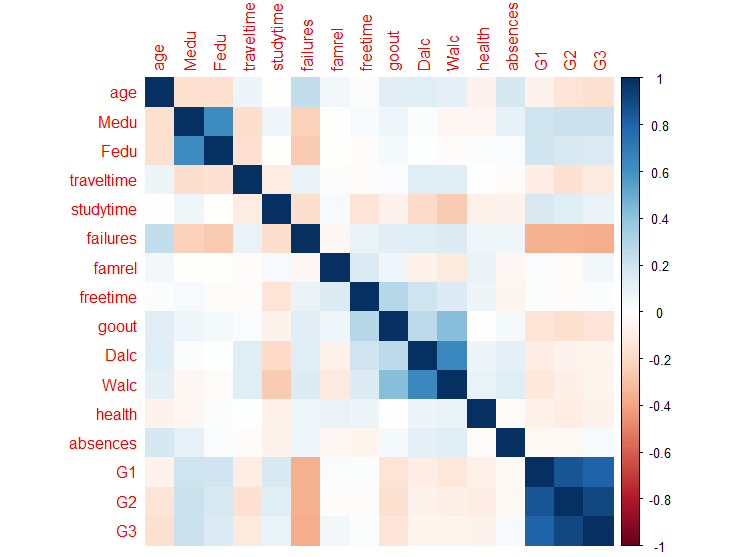 age Medu Fedu traveltime studytime failures famrel freetime goout Dalc Walc health absences G1 G2 G3
age
Medu
Fedu
traveltime
studytime
failures
famrel
freetime
goout
Dalc
Walc
health
absences
G1
G2
G3
1
0.8
0.6
0.4
0.2
0
-0.2
-0.4
-0.6
-0.8
-1